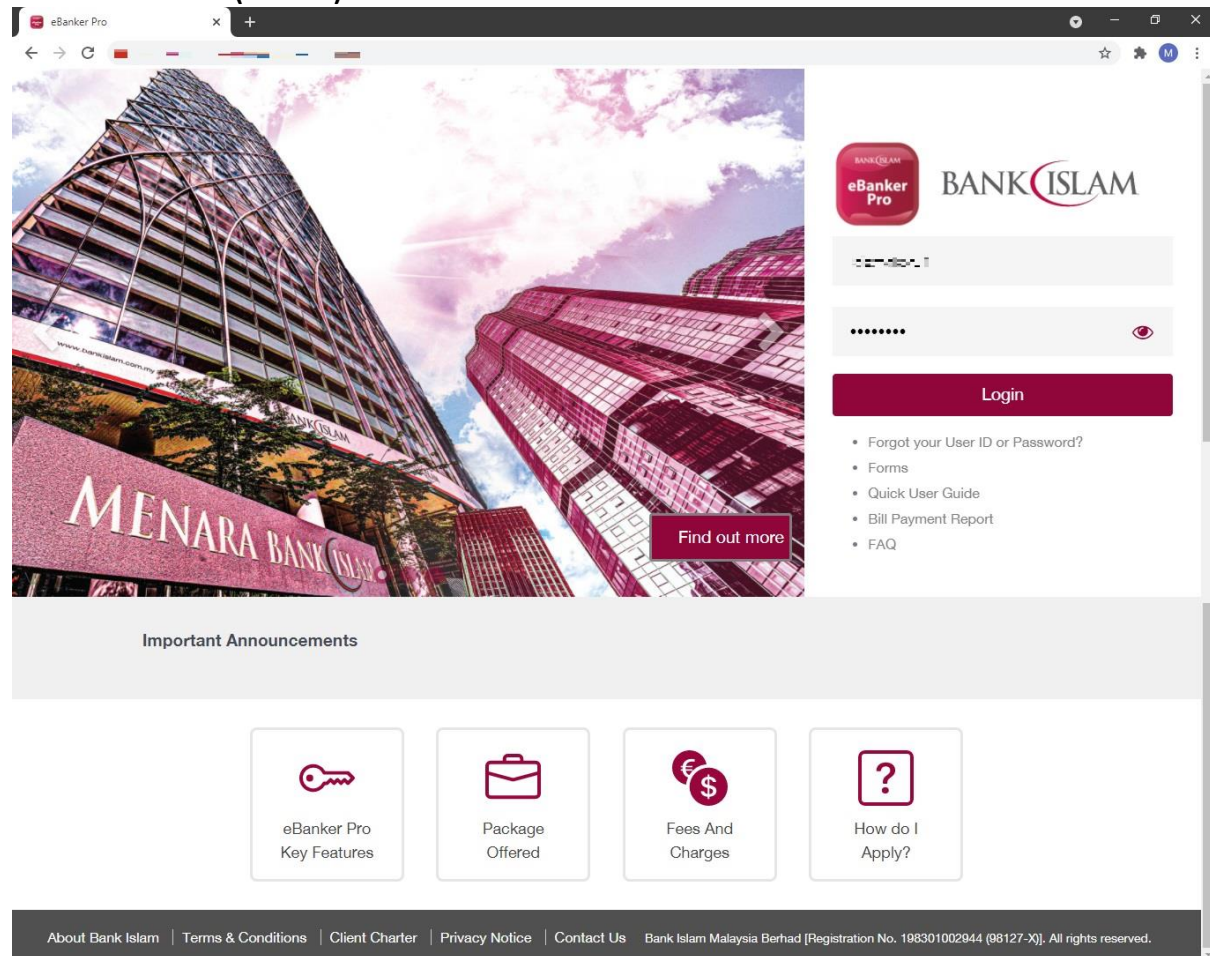 eBanker Pro
M
BANK ISLAM
eBanker
Pro
BANK ISLAM
www.bankislam.com.my
BANK ISLAM
MENARA BANK ISLAM
Find out more
••••••••
Login
• Forgot your User ID or Password?
• Forms
• Quick User Guide
• Bill Payment Report
• FAQ
Important Announcements
eBanker Pro
Key Features
Package
Offered
Fees And
Charges
How do I
Apply?
About Bank Islam | Terms & Conditions | Client Charter | Privacy Notice | Contact Us Bank Islam Malaysia Berhad [Registration No. 198301002944 (98127-X)]. All rights reserved.